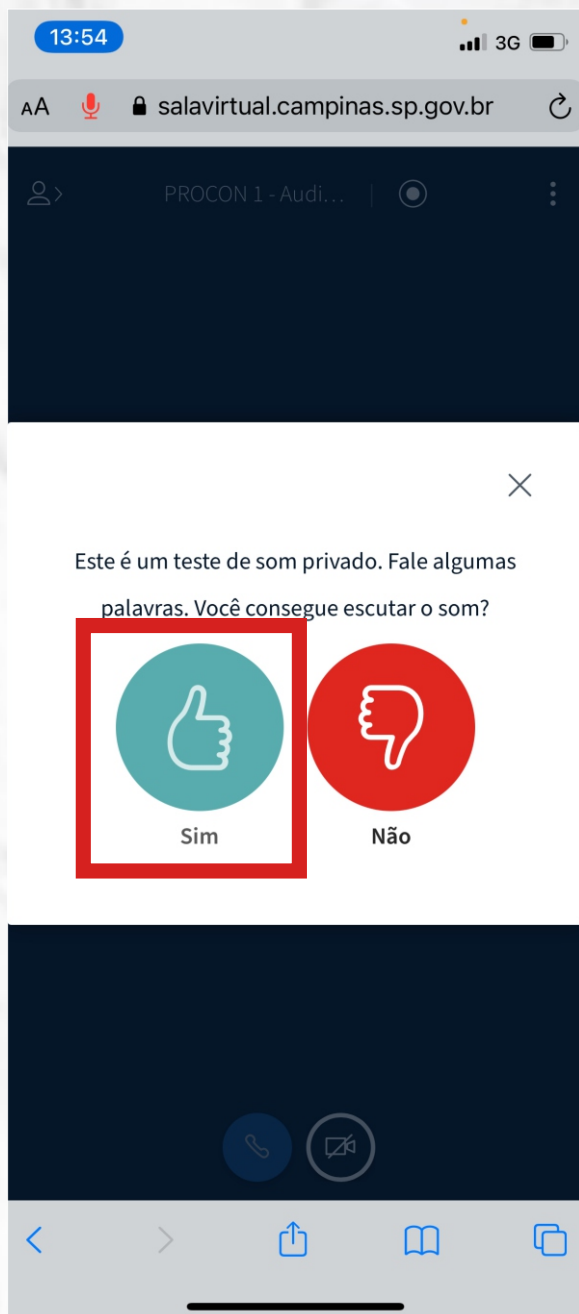 13:54
3G
AA
salavirtual.campinas.sp.gov.br
PROCON 1 - Audi...
Este é um teste de som privado. Fale algumas
palavras. Você consegue escutar o som?
Sim
Não